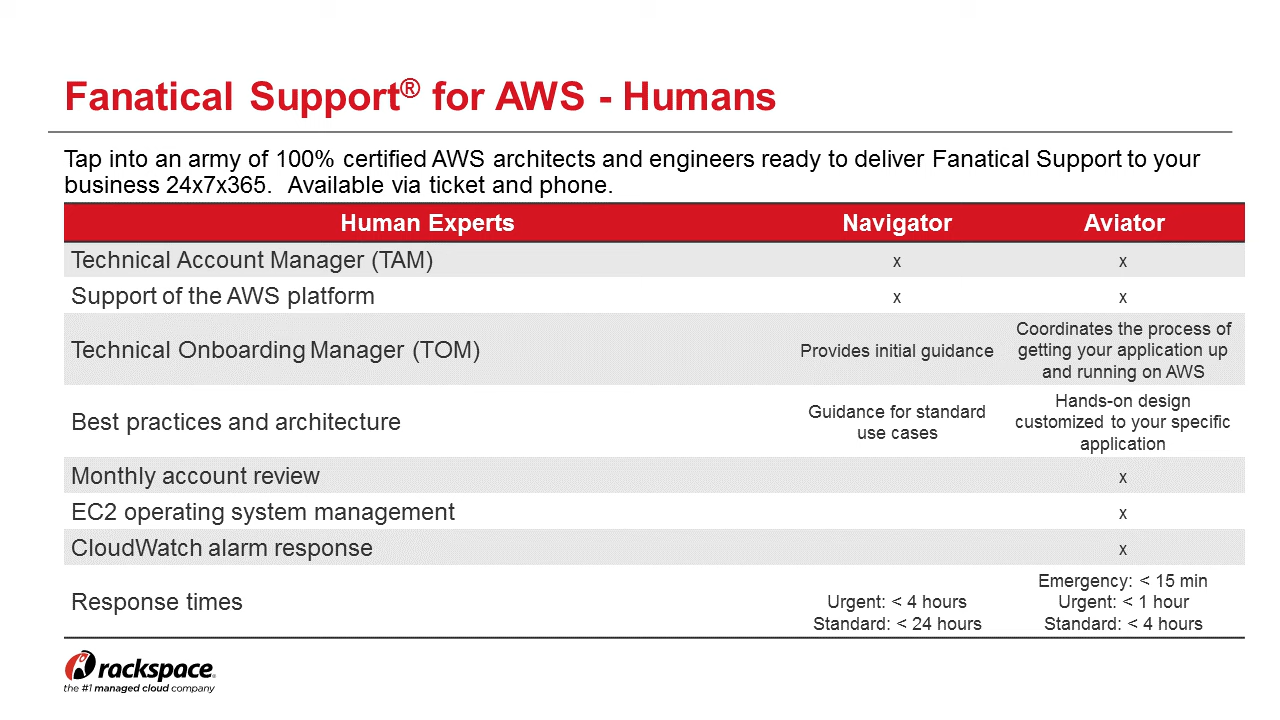 Fanatical Support® for AWS - Humans
Tap into an army of 100% certified AWS architects and engineers ready to deliver Fanatical Support to your
business 24x7x365.  Available via ticket and phone.
Human Experts Navigator Aviator
Technical Account Manager (TAM) x x
Support of the AWS platform x x
Technical Onboarding Manager (TOM)
Provides initial guidance
Coordinates the process of
getting your application up
and running on AWS
Best practices and architecture
Guidance for standard
use cases
Hands-on design
customized to your specific
application
Monthly account review x
EC2 operating system management x
CloudWatch alarm response x
Response times
Urgent: < 4 hours
Standard: < 24 hours
Emergency: < 15 min
Urgent: < 1 hour
Standard: < 4 hours
rackspace.
the #1 managed cloud company